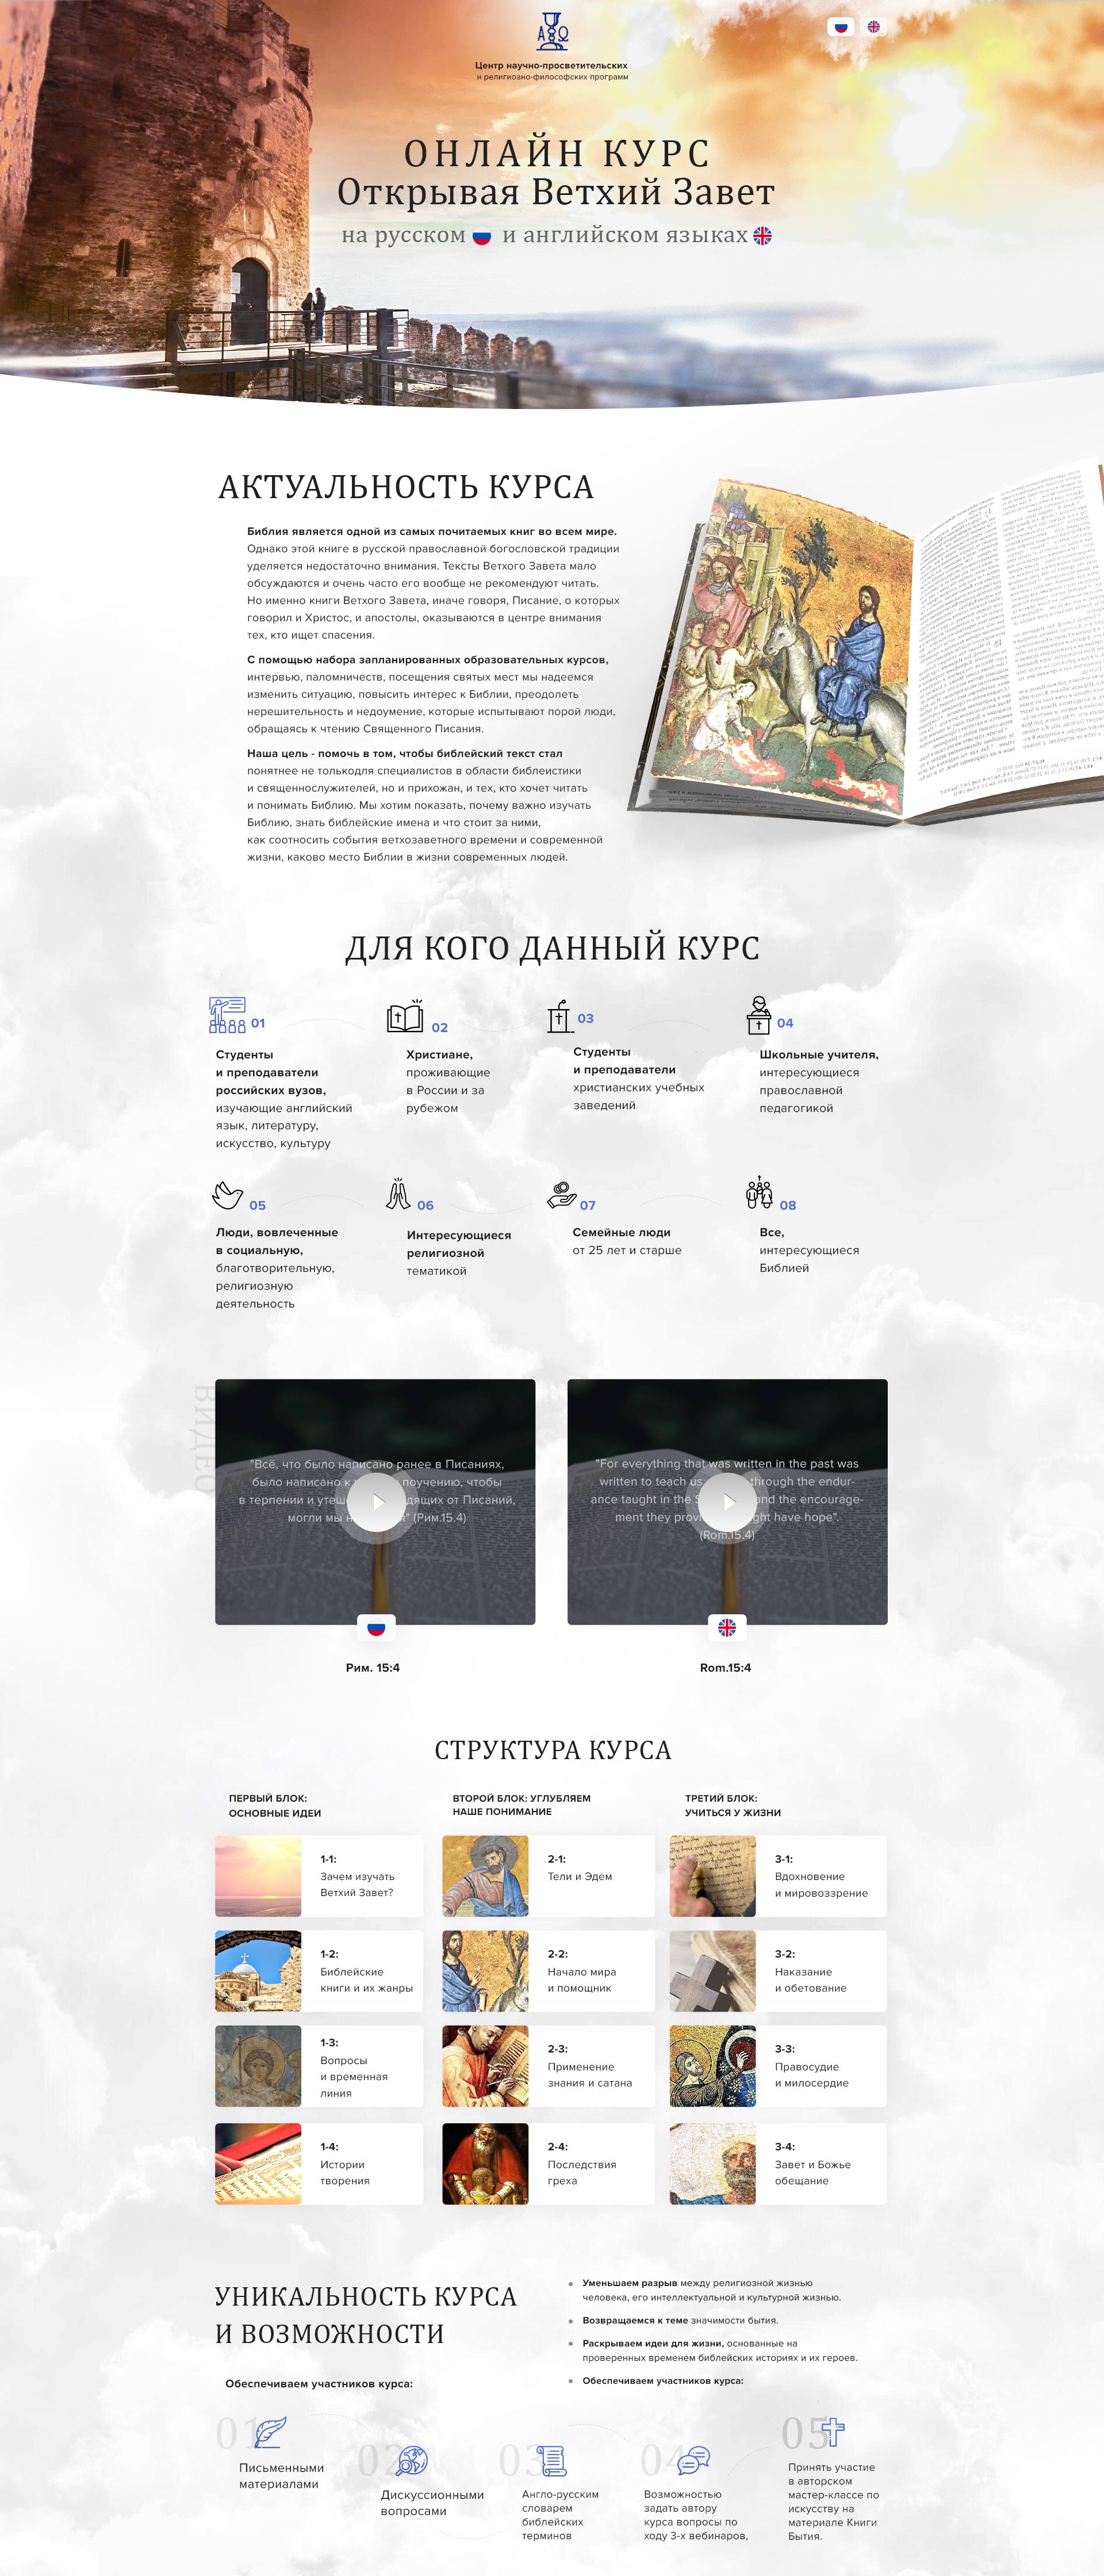 Α Ω
Центр научно-просветительских
и религиозно-философских программ
ОНЛАЙН КУРС
Открывая Ветхий Завет
на русском и английском языках
АКТУАЛЬНОСТЬ КУРСА
Библия является одной из самых почитаемых книг во всем мире.
Однако этой книге в русской православной богословской традиции
уделяется недостаточно внимания. Тексты Ветхого Завета мало
обсуждаются и очень часто его вообще не рекомендуют читать.
Но именно книги Ветхого Завета, иначе говоря, Писание, о которых
говорил и Христос, и апостолы, оказываются в центре внимания
тех, кто ищет спасения.
С помощью набора запланированных образовательных курсов,
интервью, паломничеств, посещения святых мест мы надеемся
изменить ситуацию, повысить интерес к Библии, преодолеть
нерешительность и недоумение, которые испытывают порой люди,
обращаясь к чтению Священного Писания.
Наша цель - помочь в том, чтобы библейский текст стал
понятнее не толькодля специалистов в области библеистики
и священнослужителей, но и прихожан, и тех, кто хочет читать
и понимать Библию. Мы хотим показать, почему важно изучать
Библию, знать библейские имена и что стоит за ними,
как соотносить события ветхозаветного времени и современной
жизни, каково место Библии в жизни современных людей.
ДЛЯ КОГО ДАННЫЙ КУРС
01
Студенты
и преподаватели
российских вузов,
изучающие английский
язык, литературу,
искусство, культуру
02
Христиане,
проживающие
в России и за
рубежом
03
Студенты
и преподаватели
христианских учебных
заведений
04
Школьные учителя,
интересующиеся
православной
педагогикой
05
Люди, вовлеченные
в социальную,
благотворительную,
религиозную
деятельность
06
Интересующиеся
религиозной
тематикой
07
Семейные люди
от 25 лет и старше
08
Все,
интересующиеся
Библией
ВИДЕО
"Всё, что было написано ранее в Писаниях,
было написано к поучению, чтобы
в терпении и утеш дящих от Писаний,
могли мы (Рим.15.4)
Рим. 15:4
"For everything that was written in the past was
written to teach us through the endur-
ance taught in the and the encourage-
ment they provi ght have hope".
(Rom.15.4)
Rom.15:4
СТРУКТУРА КУРСА
ПЕРВЫЙ БЛОК:
ОСНОВНЫЕ ИДЕИ
1-1:
Зачем изучать
Ветхий Завет?
1-2:
Библейские
книги и их жанры
1-3:
Вопросы
и временная
линия
1-4:
Истории
творения
ВТОРОЙ БЛОК: УГЛУБЛЯЕМ
НАШЕ ПОНИМАНИЕ
2-1:
Тели и Эдем
2-2:
Начало мира
и помощник
2-3:
Применение
знания и сатана
2-4:
Последствия
греха
ТРЕТИЙ БЛОК:
УЧИТЬСЯ У ЖИЗНИ
3-1:
Вдохновение
и мировоззрение
3-2:
Наказание
и обетование
3-3:
Правосудие
и милосердие
3-4:
Завет и Божье
обещание
УНИКАЛЬНОСТЬ КУРСА
И ВОЗМОЖНОСТИ
Уменьшаем разрыв между религиозной жизнью
человека, его интеллектуальной и культурной жизнью.
Возвращаемся к теме значимости бытия.
Раскрываем идеи для жизни, основанные на
проверенных временем библейских историях и их героев.
Обеспечиваем участников курса:
Обеспечиваем участников курса:
01
Письменными
материалами
02
Дискуссионными
вопросами
03
Англо-русским
словарем
библейских
терминов
04
Возможностью
задать автору
курса вопросы по
ходу 3-х вебинаров,
05
Принять участие
в авторском
мастер-классе по
искусству на
материале Книги
Бытия.